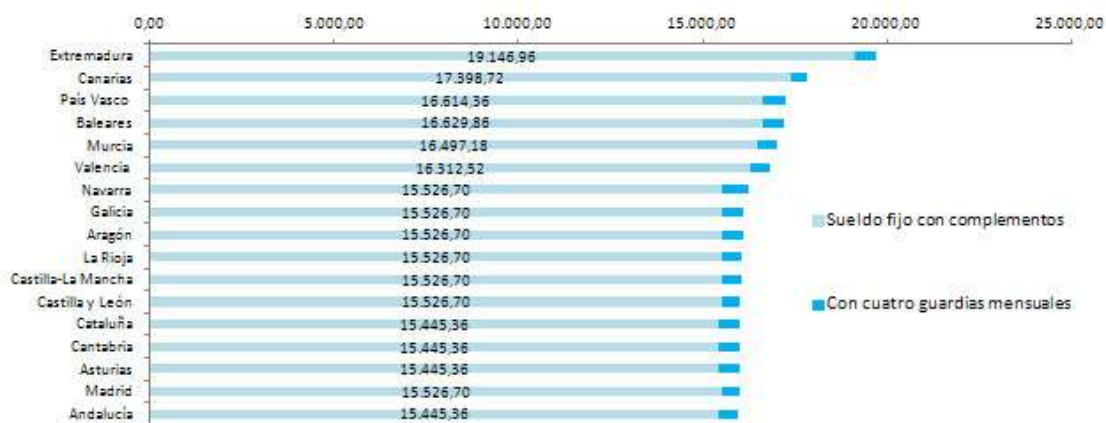 0,00 5.000,00 10.000,00 15.000,00 20.000,00 25.000,00
Extremadura 19.146,96
Canarias 17.398,72
País Vasco 16.614,36
Baleares 16.629,86
Murcia 16.497,18
Valencia 16.312,52
Navarra 15.526,70
Galicia 15.526,70
Sueldo fijo con complementos
Aragón 15.526,70
La Rioja 15.526,70
Castilla-La Mancha 15.526,70
Castilla y León 15.526,70
Con cuatro guardias mensuales
Cataluña 15.445,36
Cantabria 15.445,36
Asturias 15.445,36
Madrid 15.526,70
Andalucía 15.445,36